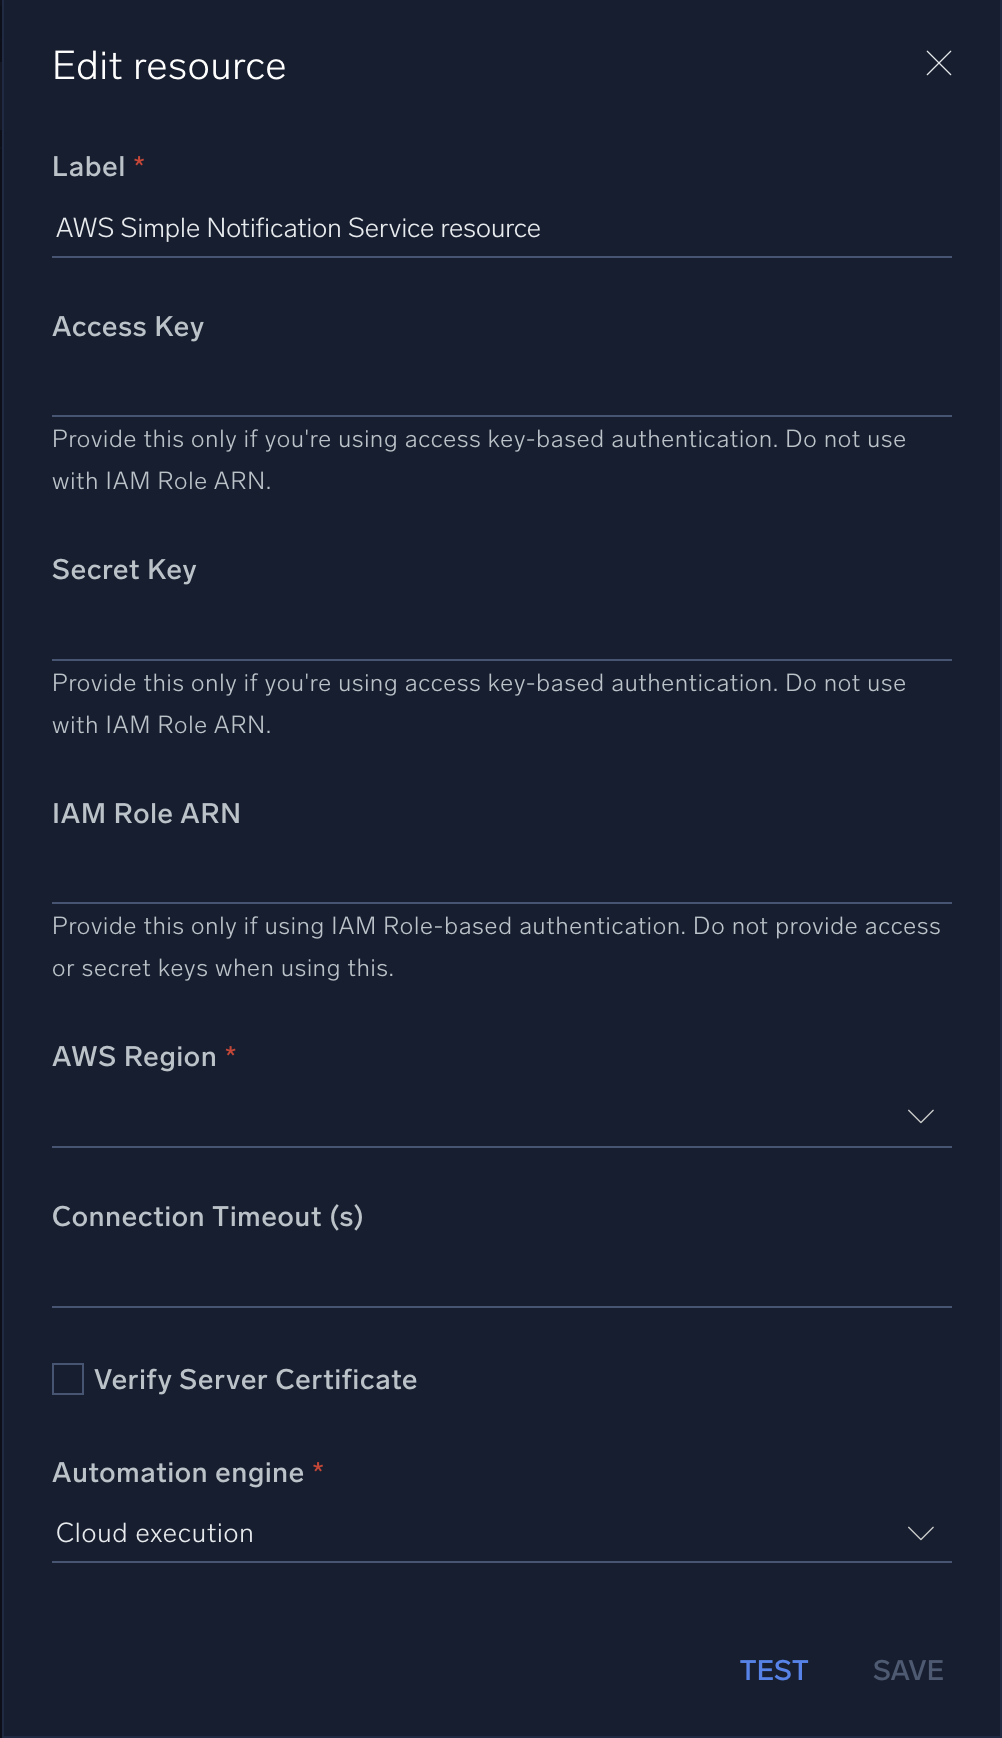 Edit resource
Label *
AWS Simple Notification Service resource
Access Key
Provide this only if you're using access key-based authentication. Do not use
with IAM Role ARN.
Secret Key
Provide this only if you're using access key-based authentication. Do not use
with IAM Role ARN.
IAM Role ARN
Provide this only if using IAM Role-based authentication. Do not provide access
or secret keys when using this.
AWS Region *
Connection Timeout (s)
Verify Server Certificate
Automation engine *
Cloud execution
TEST SAVE